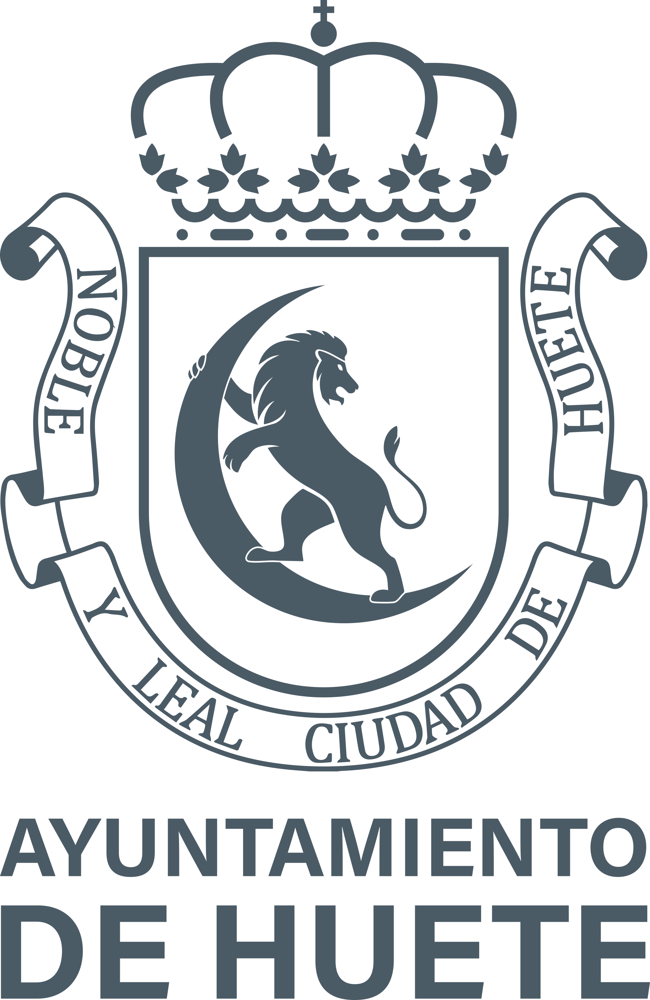 NOBLE Y LEAL CIUDAD DE HUETE
AYUNTAMIENTO
DE HUETE